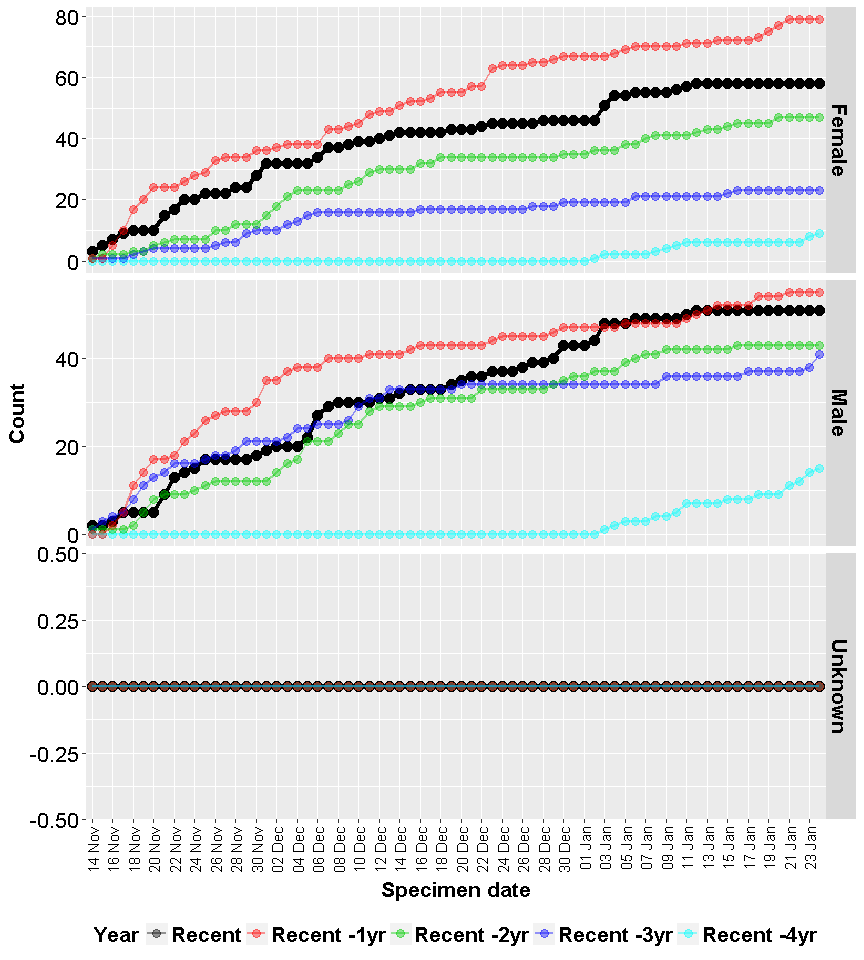 80
60
40
20
0
Female
40
20
0
Male
Count
0.50
0.25
0.00
-0.25
-0.50
Unknown
14 Nov 16 Nov 18 Nov 20 Nov 22 Nov 24 Nov 26 Nov 28 Nov 30 Nov 02 Dec 04 Dec 06 Dec 08 Dec 10 Dec 12 Dec 14 Dec 16 Dec 18 Dec 20 Dec 22 Dec 24 Dec 26 Dec 28 Dec 30 Dec 01 Jan 03 Jan 05 Jan 07 Jan 09 Jan 11 Jan 13 Jan 15 Jan 17 Jan 19 Jan 21 Jan 23 Jan
Specimen date
Year Recent Recent -1yr Recent -2yr Recent -3yr Recent -4yr